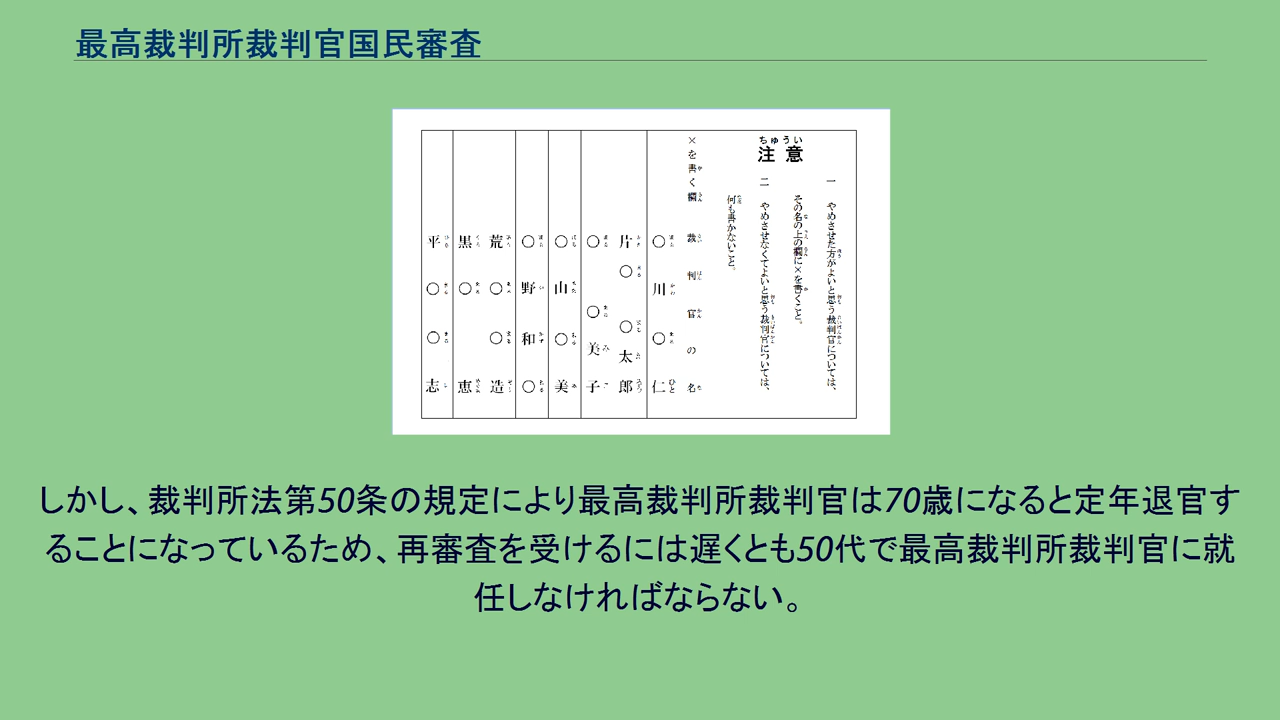 最高裁判所裁判官国民審査
注意
一 やめさせた方がよいと思う裁判官については、
その名の上の欄に×を書くこと。
二 やめさせなくてよいと思う裁判官については、
何も書かないこと。
×を書く欄 裁判官の名
〇川〇仁
片〇〇太郎
〇〇美子
〇山〇美
〇野和〇
荒〇〇造
黒〇恵
平〇〇志
しかし、裁判所法第50条の規定により最高裁判所裁判官は70歳になると定年退官す
ることになっているため、再審査を受けるには遅くとも50代で最高裁判所裁判官に就
任しなければならない。